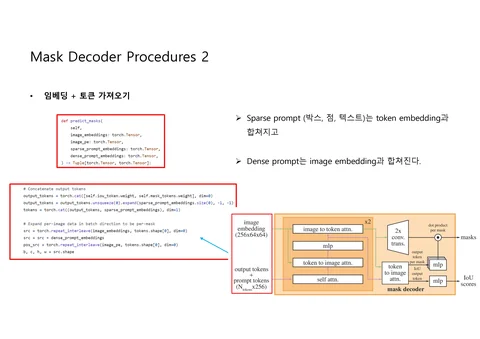 Mask Decoder Procedures 2
• 임베딩 + 토큰 가져오기
def predict_masks(
self,
image_embeddings: torch.Tensor,
image_pe: torch.Tensor,
sparse_prompt_embeddings: torch.Tensor,
dense_prompt_embeddings: torch.Tensor,
) -> Tuple[torch.Tensor, torch.Tensor]:
➢ Sparse prompt (박스, 점, 텍스트)는 token embedding과
합쳐지고
➢ Dense prompt는 image embedding과 합쳐진다.
# Concatenate output tokens
output_tokens = torch.cat([self.iou_token.weight, self.mask_tokens.weight], dim=0)
output_tokens = output_tokens.unsqueeze(0).expand(sparse_prompt_embeddings.size(0), -1, -1)
tokens = torch.cat((output_tokens, sparse_prompt_embeddings), dim=1)
# Expand per-image data in batch direction to be per-mask
src = torch.repeat_interleave(image_embeddings, tokens.shape[0], dim=0)
src = src + dense_prompt_embeddings
pos_src = torch.repeat_interleave(image_pe, tokens.shape[0], dim=0)
b, c, h, w = src.shape
image
embedding
(256x64x64)
output tokens
+
prompt tokens
(Ntokensx256)
x2
image to token attn.
mlp
token to image attn.
self attn.
2x
conv.
trans.
token
to image
attn.
output
token
per mask
IoU
output
token
dot product
per mask
mlp
mlp
masks
IoU
scores
mask decoder